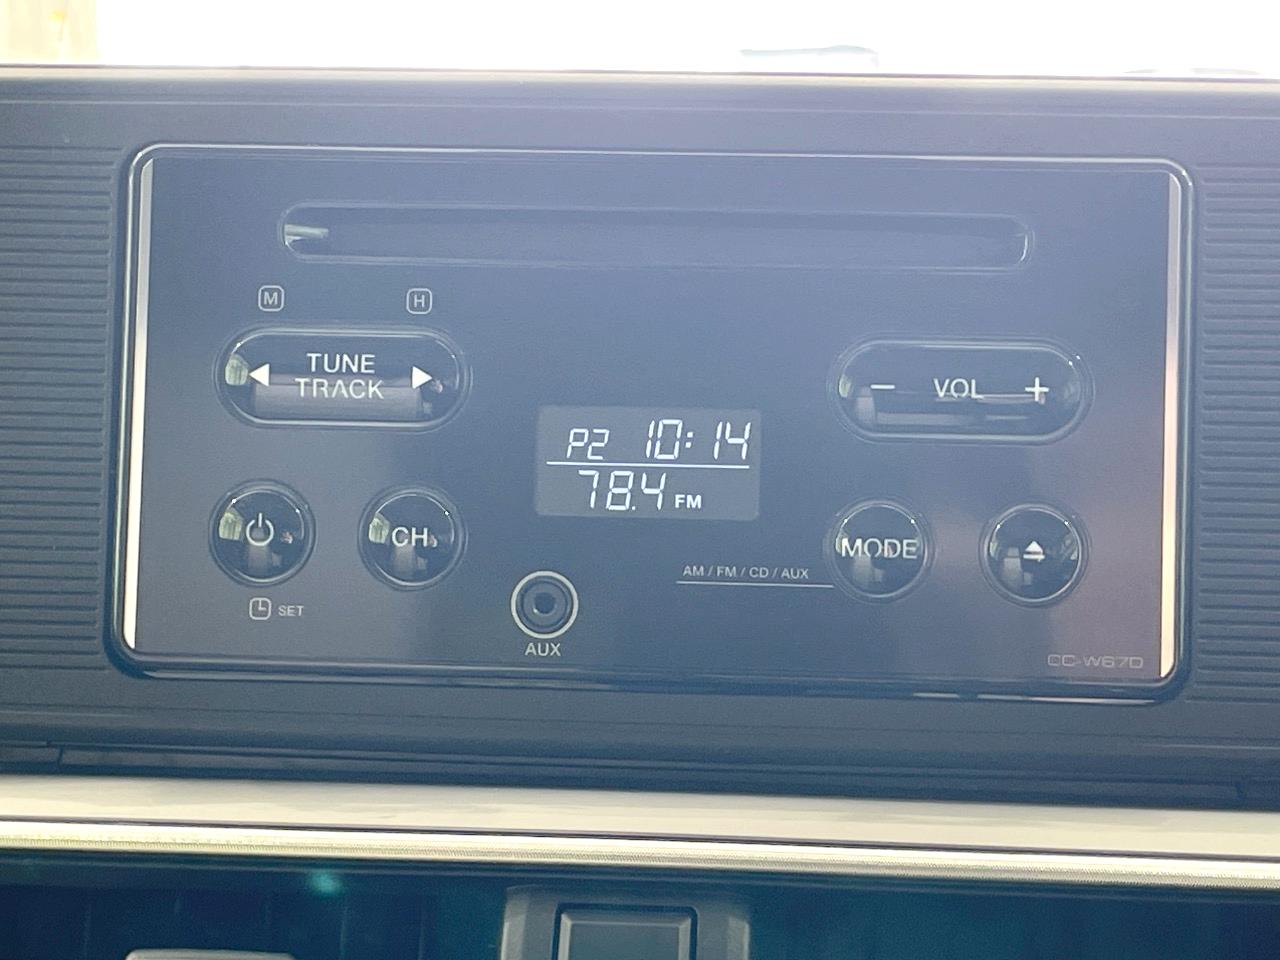 M H
TUNE
TRACK
VOL
P2 10:14
78.4 FM
CH
MODE
AM / FM / CD / AUX
SET
AUX
CC-W67D